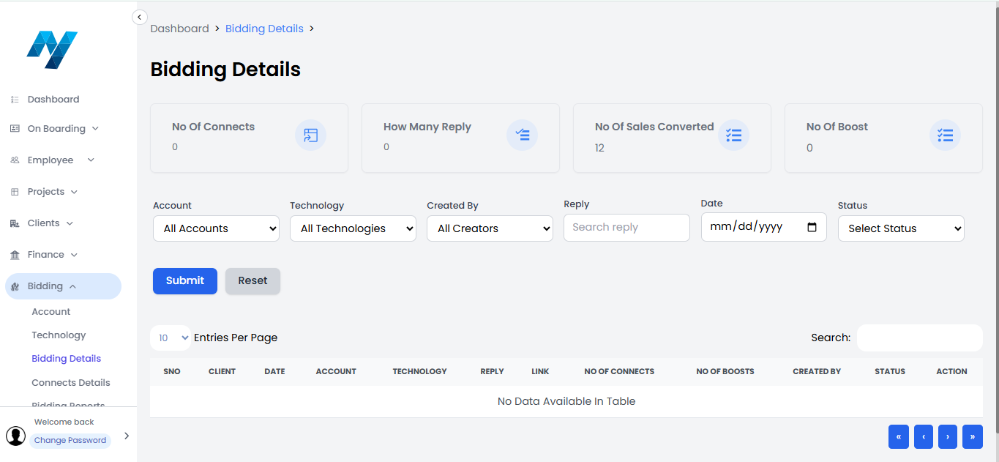 Dashboard > Bidding Details >
Bidding Details
Dashboard
On Boarding
Employee
Projects
Clients
Finance
Bidding
Account
Technology
Bidding Details
Connects Details
Bidding Reports
Welcome back
Change Password
No Of Connects
0
How Many Reply
0
No Of Sales Converted
12
No Of Boost
0
Account
All Accounts
Technology
All Technologies
Created By
All Creators
Reply
Search reply
Date
mm/dd/yyyy
Status
Select Status
Submit Reset
10 Entries Per Page Search:
SNO CLIENT DATE ACCOUNT TECHNOLOGY REPLY LINK NO OF CONNECTS NO OF BOOSTS CREATED BY STATUS ACTION
No Data Available In Table
« ‹ › »